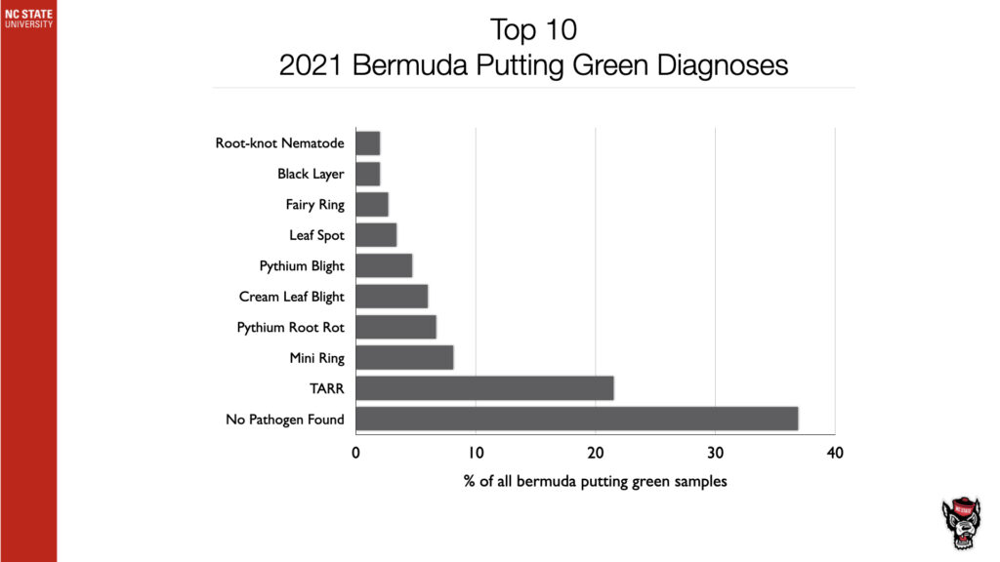 NC STATE
UNIVERSITY
Top 10
2021 Bermuda Putting Green Diagnoses
Root-knot Nematode
Black Layer
Fairy Ring
Leaf Spot
Pythium Blight
Cream Leaf Blight
Pythium Root Rot
Mini Ring
TARR
No Pathogen Found
0 10 20 30 40
% of all bermuda putting green samples
NC STATE